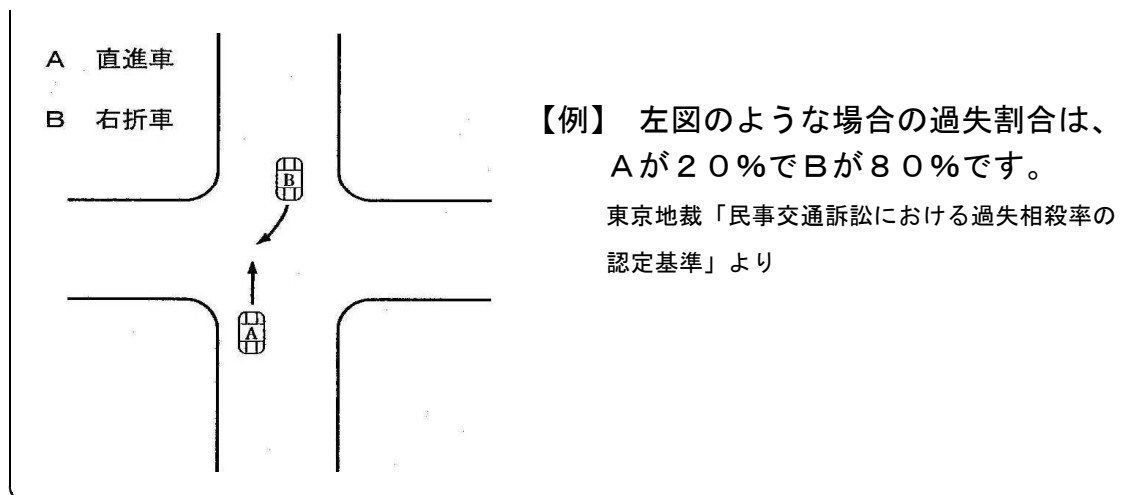 A 直進車
B 右折車
B
A
【例】 左図のような場合の過失割合は、
Aが20%でBが80%です。
東京地裁「民事交通訴訟における過失相殺率の
認定基準」より